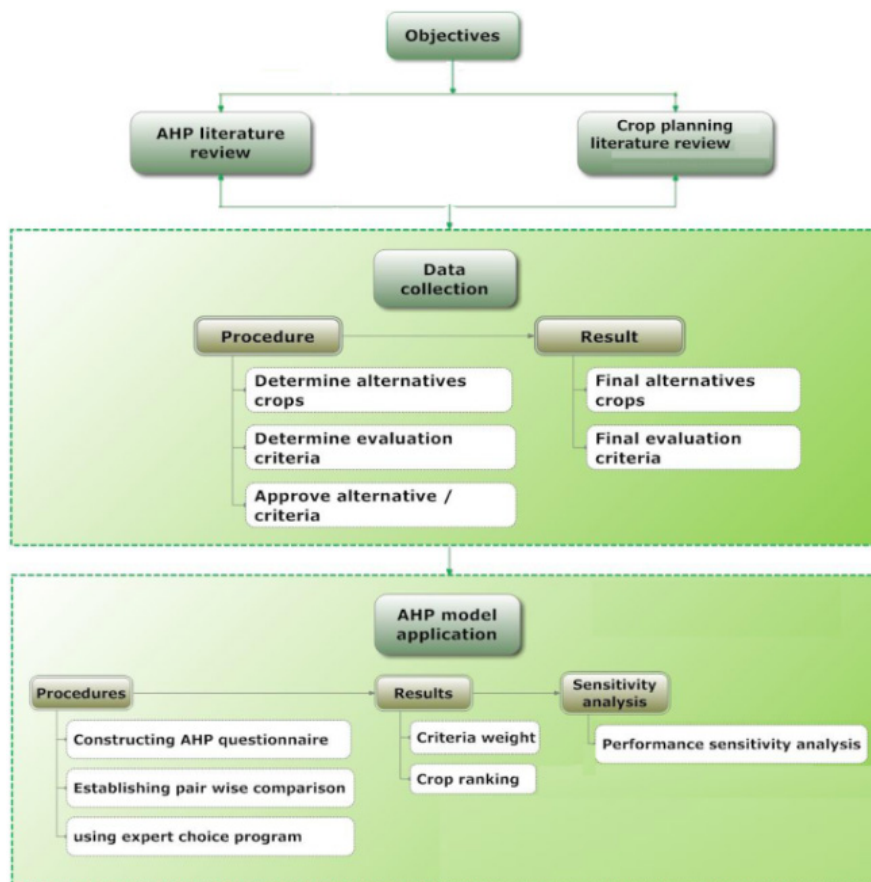 Objectives
AHP literature
review
Crop planning
literature review
Data
collection
Procedure
Result
Determine alternatives
crops
Determine evaluation
criteria
Approve alternative /
criteria
Final alternatives
crops
Final evaluation
criteria
AHP model
application
Procedures
Results
Sensitivity
analysis
Constructing AHP questionnaire
Establishing pair wise comparison
using expert choice program
Criteria weight
Crop ranking
Performance sensitivity analysis